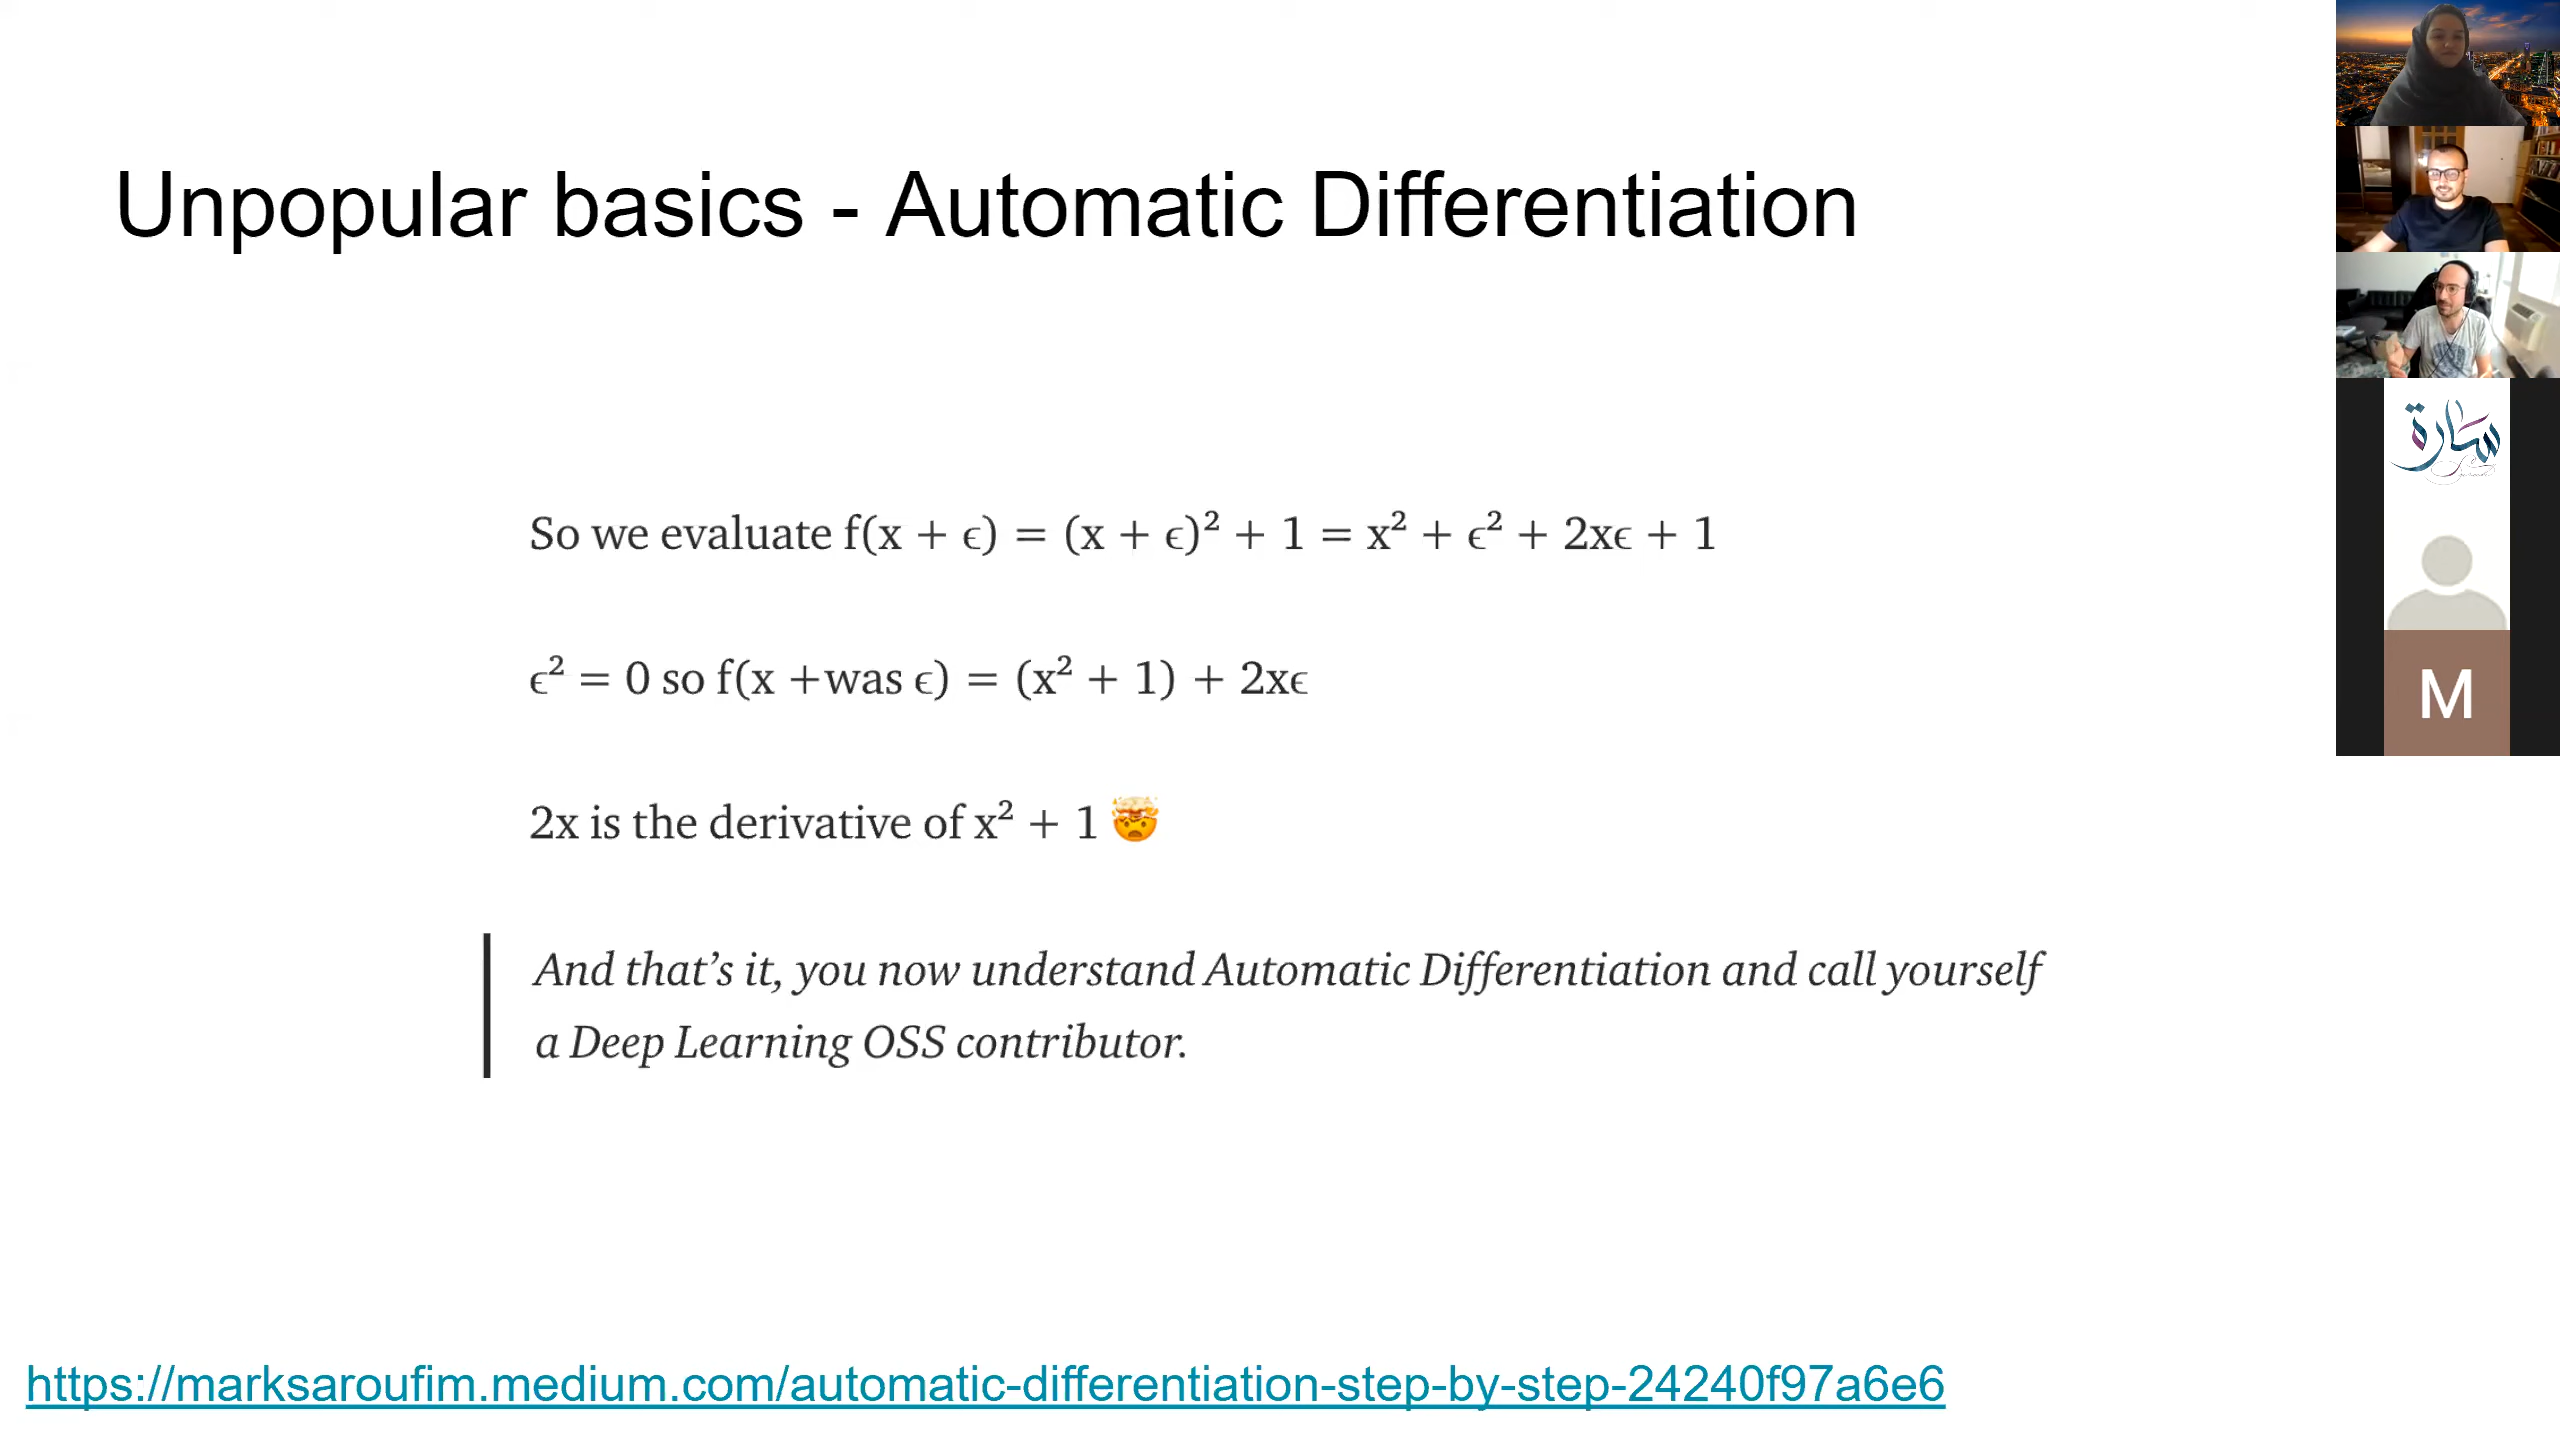 Unpopular basics - Automatic Differentiation
So we evaluate f(x + ϵ) = (x + ϵ)² + 1 = x² + ϵ² + 2xϵ + 1
ϵ² = 0 so f(x +was ϵ) = (x² + 1) + 2xϵ
2x is the derivative of x² + 1 🤯
And that’s it, you now understand Automatic Differentiation and call yourself
a Deep Learning OSS contributor.
https://marksaroufim.medium.com/automatic-differentiation-step-by-step-24240f97a6e6
سارة
M